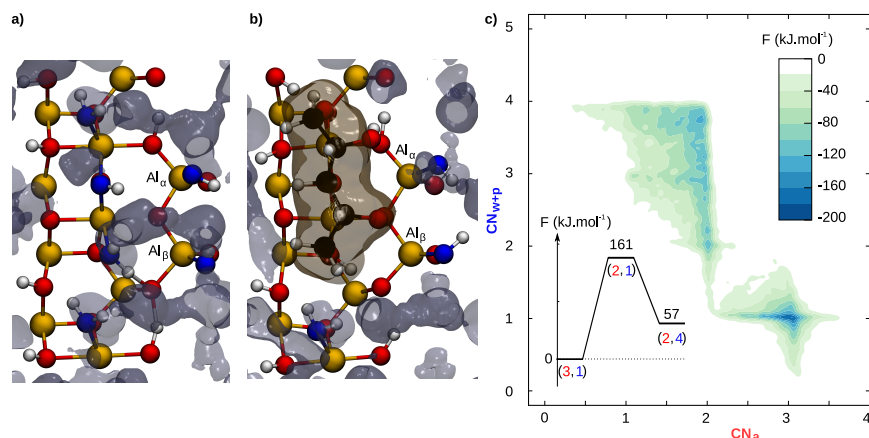 a)
b)
c)
Alα
Alβ
Alα
Alβ
CNw+p
5
4
3
2
1
0
F (kJ.mol-1)
0
-40
-80
-120
-160
-200
F (kJ.mol-1)
161
(2,1)
57
(2,4)
0
(3,1)
0 1 2 3 4
CNa